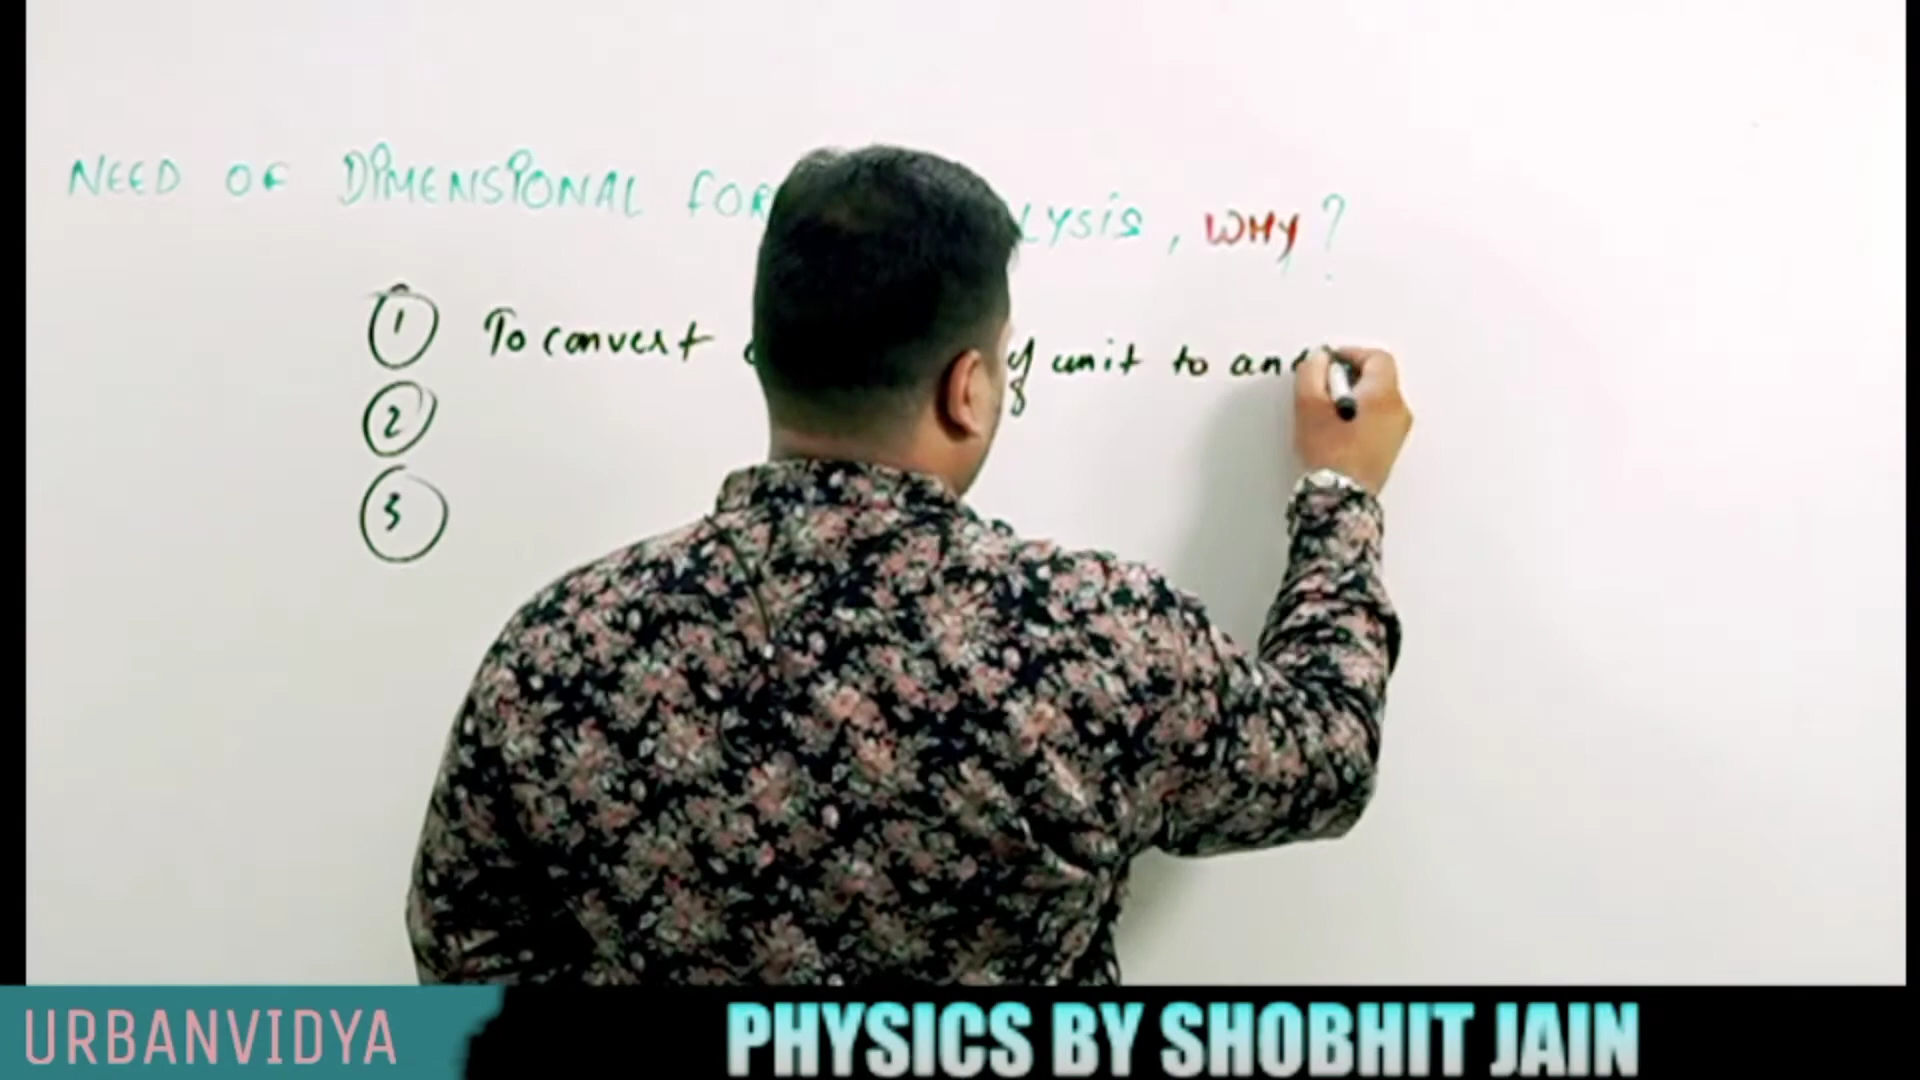 NEED OF DIMENSIONAL FOR LYSIS, WHY?
1 To convert unit to an
2
3
URBANVIDYA
PHYSICS BY SHOBHIT JAIN